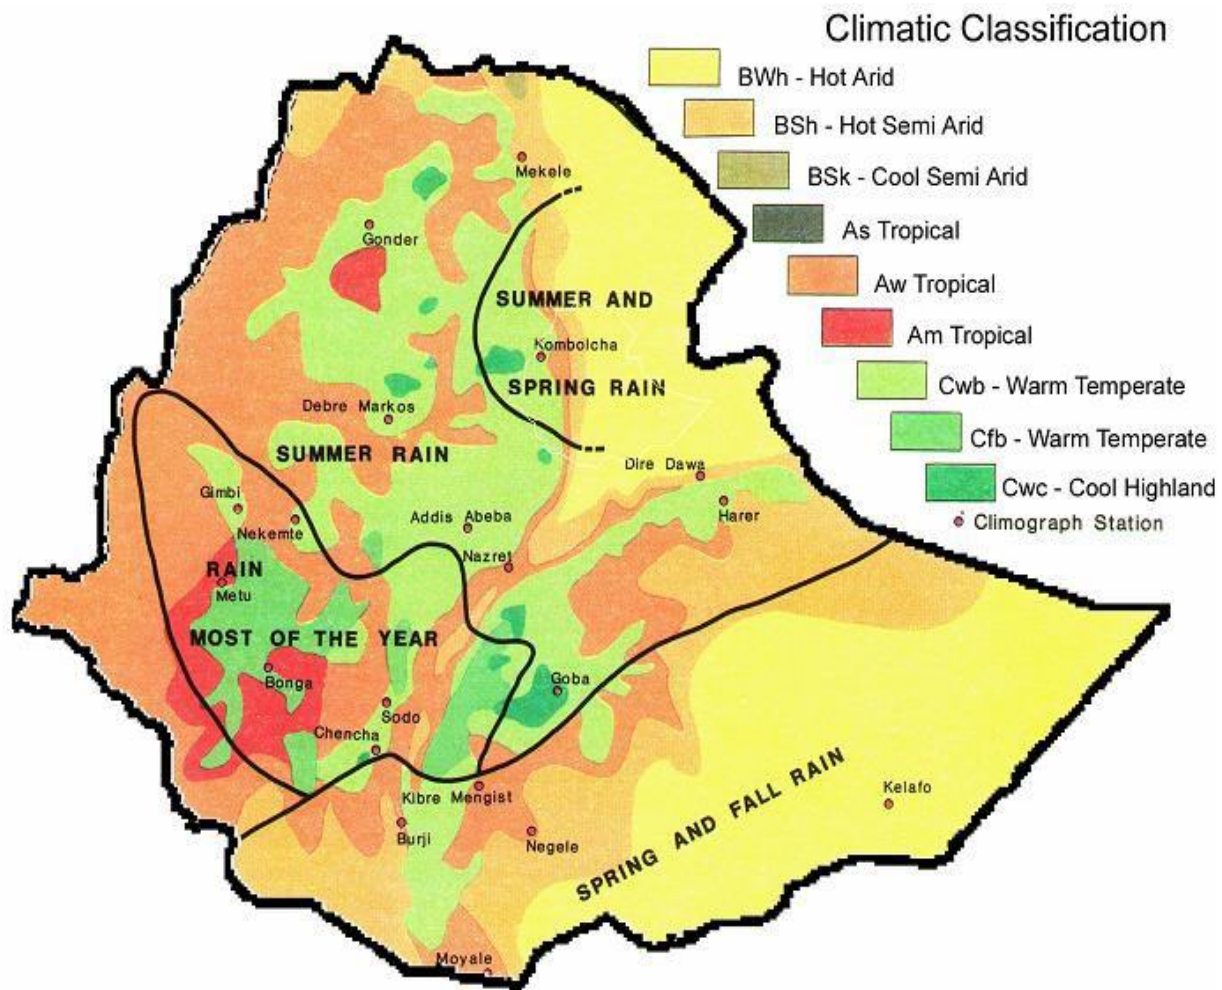 Climatic Classification
BWh - Hot Arid
BSh - Hot Semi Arid
BSk - Cool Semi Arid
As Tropical
Aw Tropical
Am Tropical
Cwb - Warm Temperate
Cfb - Warm Temperate
Cwc - Cool Highland
Climograph Station
Mekele
Gonder
SUMMER AND
Kombolcha
SPRING RAIN
Debre Markos
SUMMER RAIN
Dire Dawa
Gimbi
Addis Abeba
Harer
Nekemte
Nazret
RAIN
Metu
MOST OF THE YEAR
Bonga
Goba
Sodo
Chencha
Kibre Mengist
Kelafo
Burji
Negele
SPRING AND FALL RAIN
Moyale